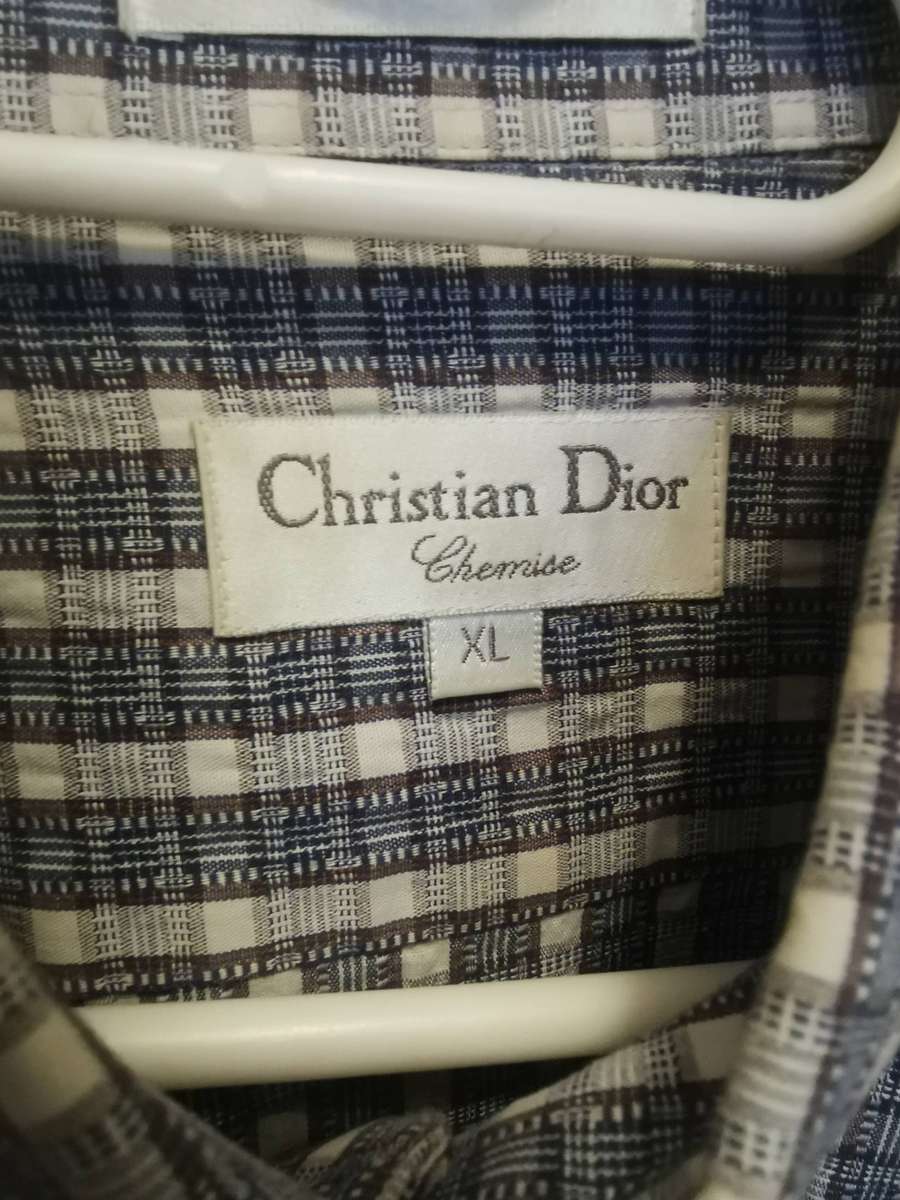 Christian Dior
Chemise
XL